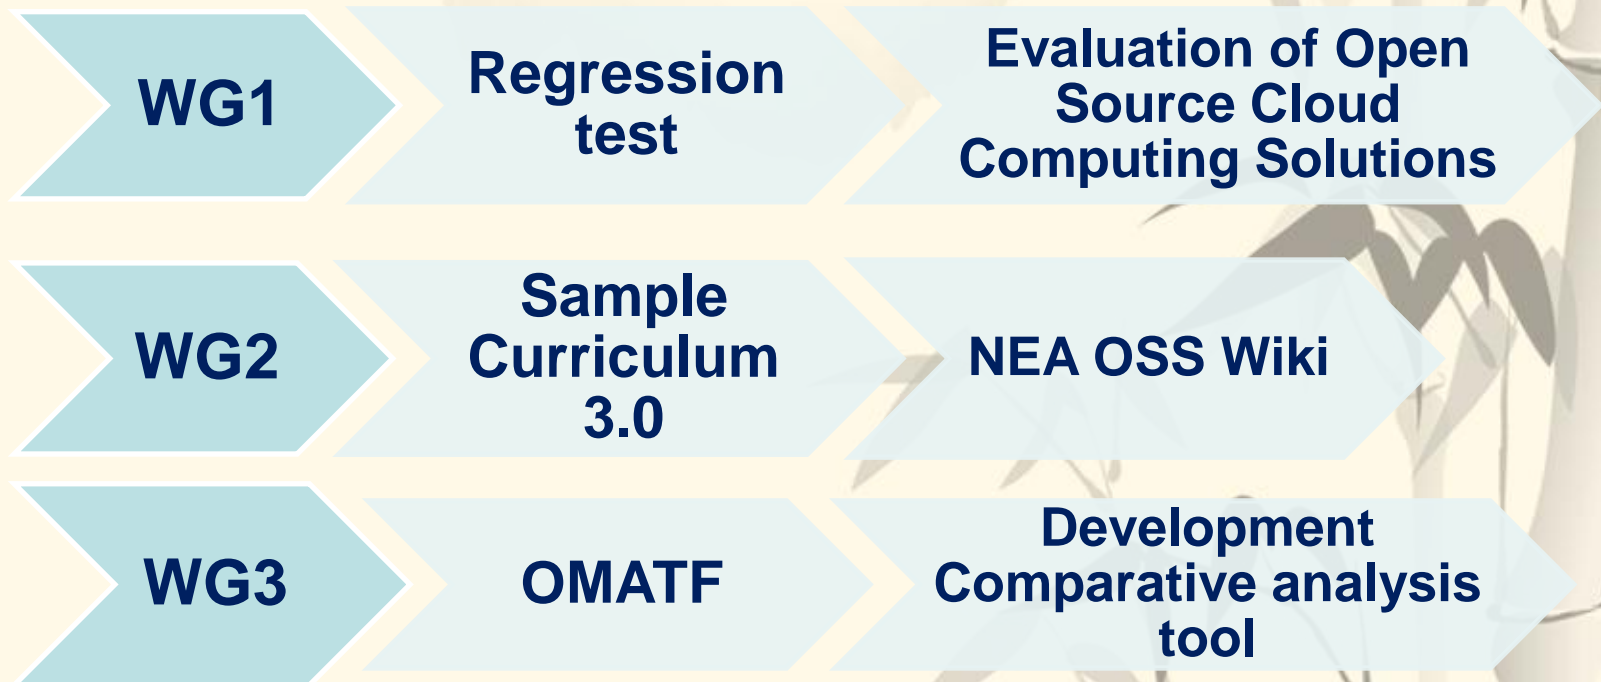 WG1
Regression
test
Evaluation of Open
Source Cloud
Computing Solutions
WG2
Sample
Curriculum
3.0
NEA OSS Wiki
WG3
OMATF
Development
Comparative analysis
tool